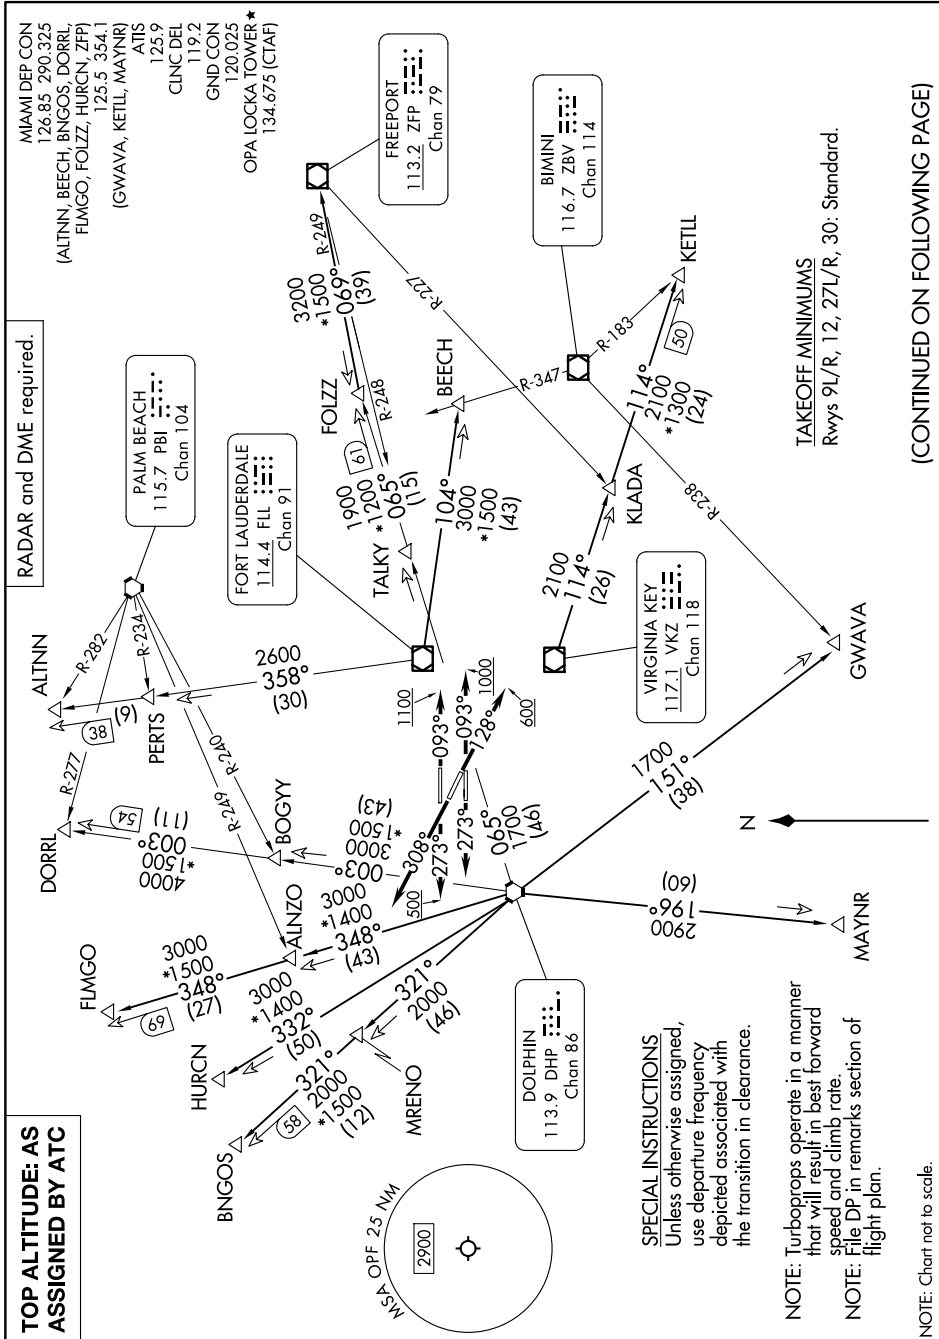 TOP ALTITUDE: AS
ASSIGNED BY ATC
RADAR and DME required.
MIAMI DEP CON
126.85 290.325
(ALTNN, BEECH, BNGOS, DORRL,
FLMGO, FOLZZ, HURCN, ZFP)
125.5 354.1
(GWAVA, KETLL, MAYNR)
ATIS
125.9
CLNC DEL
119.2
GND CON
120.025
OPA LOCKA TOWER★
134.675 (CTAF)
FREEPORT
113.2 ZFP
Chan 79
BIMINI
116.7 ZBV
Chan 114
PALM BEACH
115.7 PBI
Chan 104
FORT LAUDERDALE
114.4 FLL
Chan 91
VIRGINIA KEY
117.1 VKZ
Chan 118
DOLPHIN
113.9 DHP
Chan 86
ALTNN
R-282
R-234
R-277
38
(9)
PERTS
2600
358°
(30)
DORRL
54
4000
*1500
003°
(11)
R-240
R-249
BOGYY
3000
*1500
003°
(43)
FLMGO
69
3000
*1500
348°
(27)
ALNZO
3000
*1400
348°
(43)
HURCN
3000
*1400
332°
(50)
BNGOS
58
321°
2000
*1500
(12)
MRENO
321°
2000
(46)
FOLZZ
3200
*1500
069°
(39)
R-249
R-248
61
1900
*1200
065°
(15)
TALKY
BEECH
104°
3000
*1500
(43)
R-347
R-183
R-227
R-238
KETLL
50
114°
2100
*1300
(24)
KLADA
2100
114°
(26)
1100
093°
1000
093°
128°
600
308°
273°
273°
500
065°
1700
(46)
GWAVA
1700
151°
(38)
N
MAYNR
2900
196°
(60)
MSA OPF 25 NM
2900
SPECIAL INSTRUCTIONS
Unless otherwise assigned,
use departure frequency
depicted associated with
the transition in clearance.
NOTE: Turboprops operate in a manner
that will result in best forward
speed and climb rate.
NOTE: File DP in remarks section of
flight plan.
NOTE: Chart not to scale.
TAKEOFF MINIMUMS
Rwys 9L/R, 12, 27L/R, 30: Standard.
(CONTINUED ON FOLLOWING PAGE)